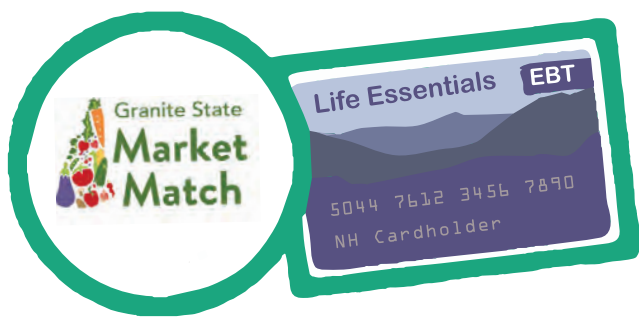 Granite State
Market
Match
Life Essentials
EBT
5044 7612 3456 7890
NH Cardholder